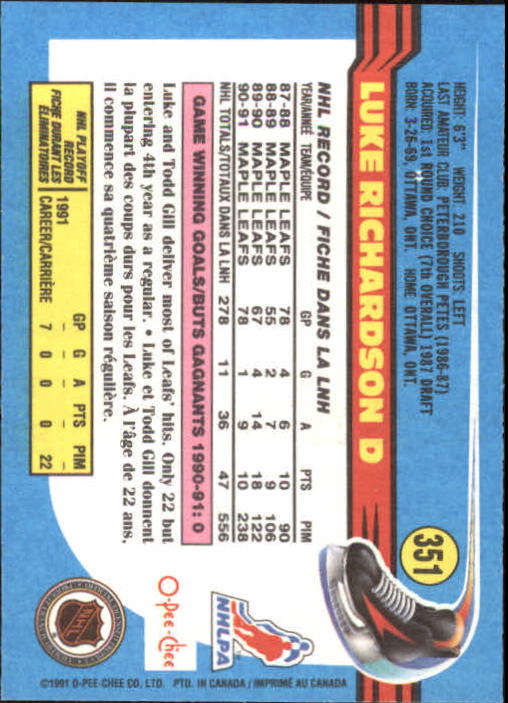 351
LUKE RICHARDSON D
HEIGHT: 6'3" WEIGHT: 210 SHOOTS: LEFT
LAST AMATEUR CLUB: PETERBOROUGH PETES (1986-87)
ACQUIRED: 1st ROUND CHOICE (7th OVERALL) 1987 DRAFT
BORN: 3-26-69, OTTAWA, ONT. HOME OTTAWA, ONT.
NHL RECORD / FICHE DANS LA LNH
YEAR/ANNÉE TEAM/ÉQUIPE GP G A PTS PIM
87-88 MAPLE LEAFS 78 4 6 10 90
88-89 MAPLE LEAFS 55 2 7 9 106
89-90 MAPLE LEAFS 67 4 14 18 122
90-91 MAPLE LEAFS 78 1 9 10 238
NHL TOTALS/TOTAUX DANS LA LNH 278 11 36 47 556
GAME WINNING GOALS/BUTS GAGNANTS 1990-91: 0
Luke and Todd Gill deliver most of Leafs' hits. Only 22 but
entering 4th year as a regular. • Luke et Todd Gill donnent
la plupart des coups durs pour les Leafs. À l'âge de 22 ans,
il commence sa quatrième saison régulière.
NHL PLAYOFF
RECORD
FICHE DURANT LES
ÉLIMINATOIRES
GP G A PTS PIM
1991 – – – – –
CAREER/CARRIÈRE 7 0 0 0 22
NHLPA
O-Pee-Chee
NHL
©1991 O-PEE-CHEE CO. LTD. PTD. IN CANADA / IMPRIMÉ AU CANADA